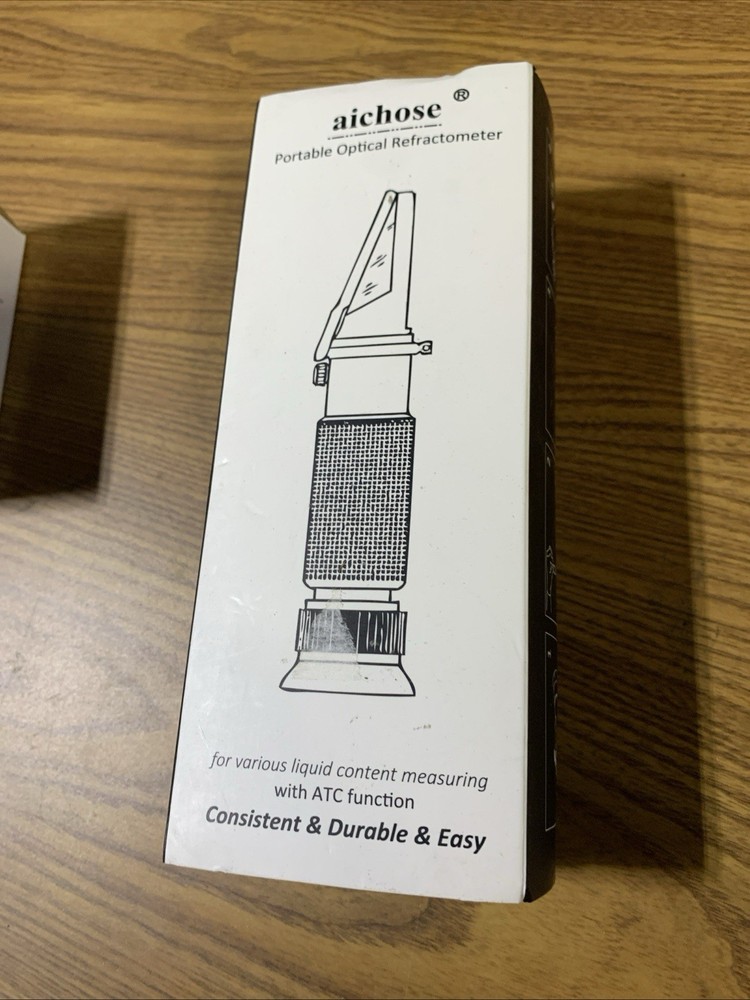 aichose ®
Portable Optical Refractometer
for various liquid content measuring
with ATC function
Consistent & Durable & Easy